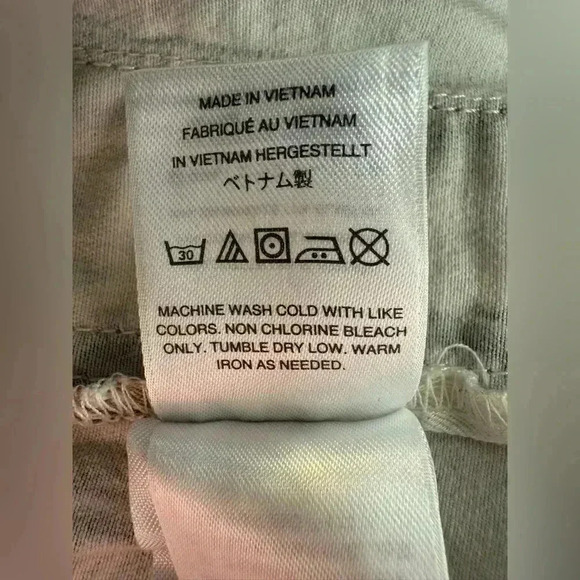 MADE IN VIETNAM
FABRIQUÉ AU VIETNAM
IN VIETNAM HERGESTELLT
ベトナム製
30
MACHINE WASH COLD WITH LIKE
COLORS. NON CHLORINE BLEACH
ONLY. TUMBLE DRY LOW. WARM
IRON AS NEEDED.